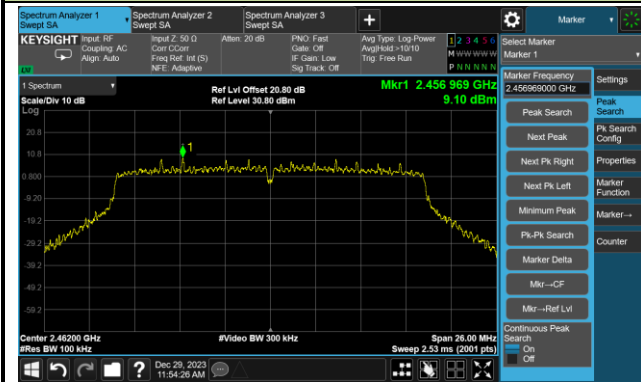 Spectrum Analyzer 1
Swept SA
Spectrum Analyzer 2
Swept SA
Spectrum Analyzer 3
Swept SA
Marker
KEYSIGHT
Input: RF
Coupling: AC
Align: Auto
Input Z: 50 Ω
Corr CCorr
Freq Ref: Int (S)
NFE: Adaptive
Atten: 20 dB
PNO: Fast
Gate: Off
IF Gain: Low
Sig Track: Off
Avg Type: Log-Power
Avg|Hold:>10/10
Trig: Free Run
1 2 3 4 5 6
M W W W W W
P N N N N N
Select Marker
Marker 1
1 Spectrum
Scale/Div 10 dB
Log
Ref Lvl Offset 20.80 dB
Ref Level 30.80 dBm
Mkr1 2.456 969 GHz
9.10 dBm
20.8
10.8
0.800
-9.20
-19.2
-29.2
-39.2
-49.2
-59.2
1
Center 2.46200 GHz
#Res BW 100 kHz
#Video BW 300 kHz
Span 26.00 MHz
Sweep 2.53 ms (2001 pts)
Marker Frequency
2.456969000 GHz
Peak Search
Next Peak
Next Pk Right
Next Pk Left
Minimum Peak
Pk-Pk Search
Marker Delta
Mkr→CF
Mkr→Ref Lvl
Continuous Peak
Search
On
Off
Settings
Peak
Search
Pk Search
Config
Properties
Marker
Function
Marker→
Counter
Dec 29, 2023
11:54:26 AM